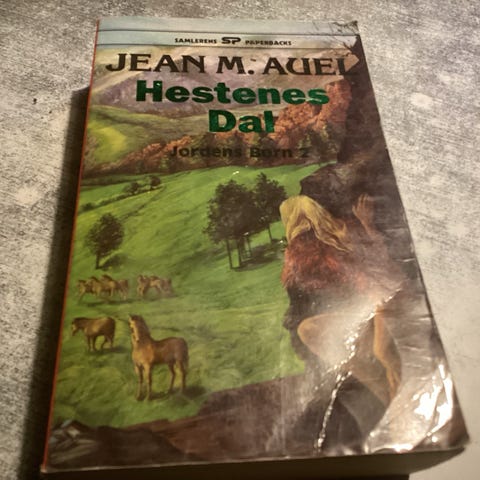 SAMLERENS SP PAPERBACKS
JEAN M. AUEL
Hestenes
Dal
Jordens Børn 2